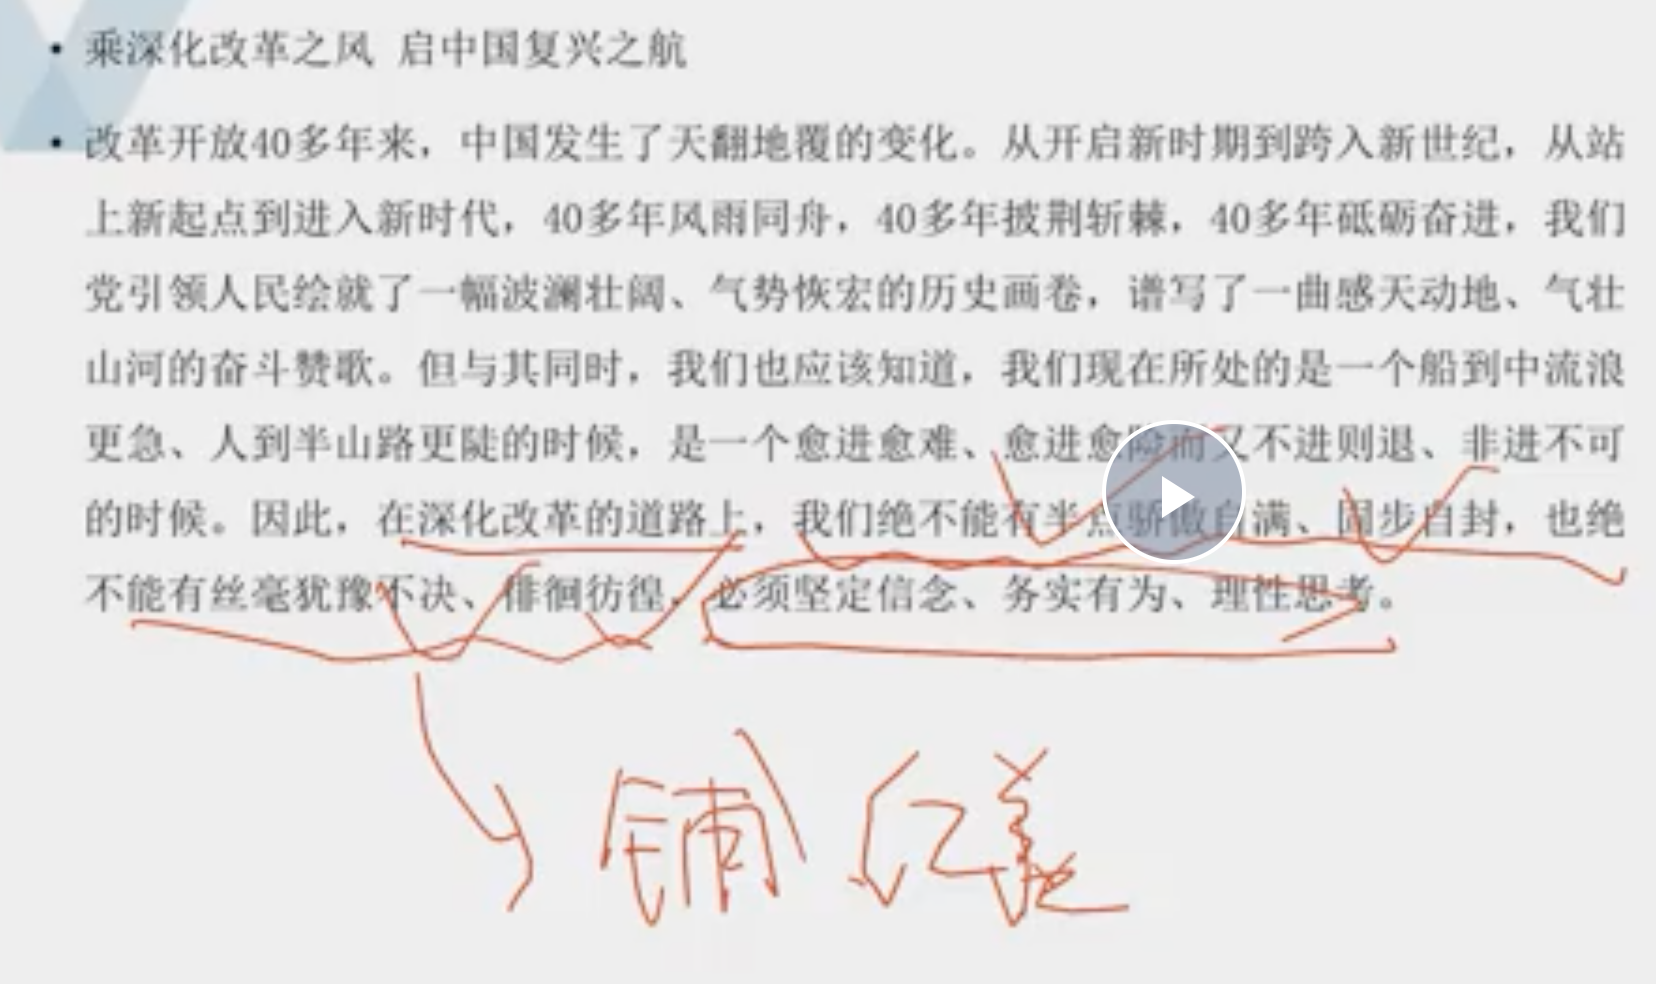 • 乘深化改革之风 启中国复兴之航
• 改革开放40多年来，中国发生了天翻地覆的变化。从开启新时期到跨入新世纪，从站
上新起点到进入新时代，40多年风雨同舟，40多年披荆斩棘，40多年砥砺奋进，我们
党引领人民绘就了一幅波澜壮阔、气势恢宏的历史画卷，谱写了一曲感天动地、气壮
山河的奋斗赞歌。但与其同时，我们也应该知道，我们现在所处的是一个船到中流浪
更急、人到半山路更陡的时候，是一个愈进愈难、愈进愈险而又不进则退、非进不可
的时候。因此，在深化改革的道路上，我们绝不能有半点骄傲自满、固步自封，也绝
不能有丝毫犹豫不决、徘徊彷徨，必须坚定信念、务实有为、理性思考。
铺